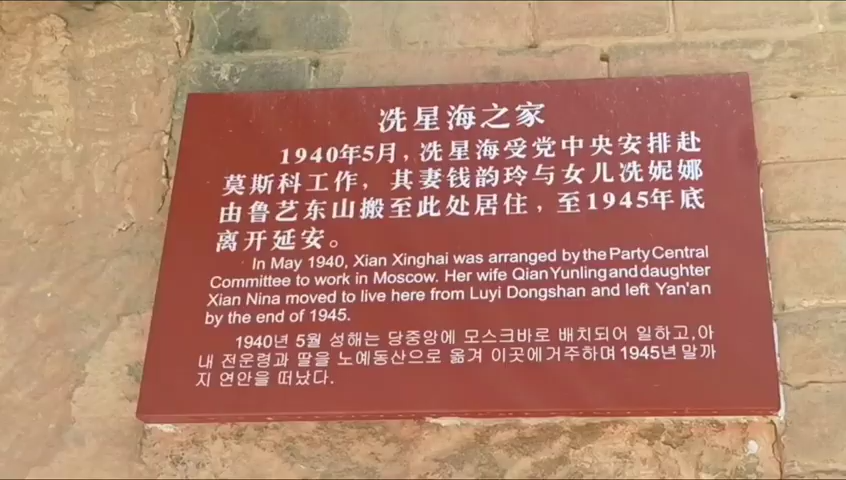 冼星海之家
1940年5月，冼星海受党中央安排赴
莫斯科工作，其妻钱韵玲与女儿冼妮娜
由鲁艺东山搬至此处居住，至1945年底
离开延安。
In May 1940, Xian Xinghai was arranged by the Party Central
Committee to work in Moscow. Her wife Qian Yunling and daughter
Xian Nina moved to live here from Luyi Dongshan and left Yan'an
by the end of 1945.
1940년 5월 성해는 당중앙에 모스크바로 배치되어 일하고,아
내 전운령과 딸을 노예동산으로 옮겨 이곳에거주하며 1945년 말까
지 연안을 떠났다.